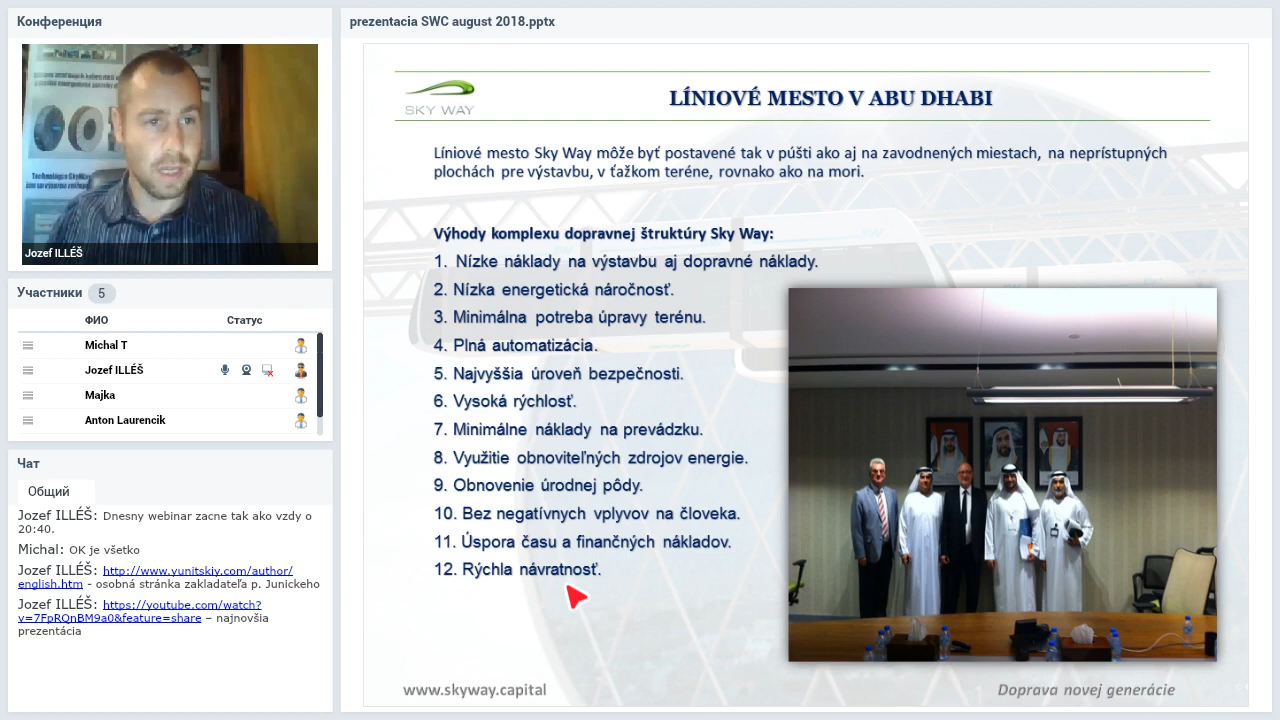 Конференция
Jozef ILLÉŠ
Участники 5
ФИО Статус
Michal T
Jozef ILLÉŠ
Majka
Anton Laurencik
Чат
Общий
Jozef ILLÉŠ: Dnesny webinar zacne tak ako vzdy o
20:40.
Michal: OK je všetko
Jozef ILLÉŠ: http://www.yunitskiy.com/author/
english.htm - osobná stránka zakladateľa p. Junickeho
Jozef ILLÉŠ: https://youtube.com/watch?
v=7FpRQnBM9a0&feature=share – najnovšia
prezentácia
prezentacia SWC august 2018.pptx
SKY WAY
LÍNIOVÉ MESTO V ABU DHABI
Líniové mesto Sky Way môže byť postavené tak v púšti ako aj na zavodnených miestach, na neprístupných
plochách pre výstavbu, v ťažkom teréne, rovnako ako na mori.
Výhody komplexu dopravnej štruktúry Sky Way:
1. Nízke náklady na výstavbu aj dopravné náklady.
2. Nízka energetická náročnosť.
3. Minimálna potreba úpravy terénu.
4. Plná automatizácia.
5. Najvyššia úroveň bezpečnosti.
6. Vysoká rýchlosť.
7. Minimálne náklady na prevádzku.
8. Využitie obnoviteľných zdrojov energie.
9. Obnovenie úrodnej pôdy.
10. Bez negatívnych vplyvov na človeka.
11. Úspora času a finančných nákladov.
12. Rýchla návratnosť.
www.skyway.capital
Doprava novej generácie